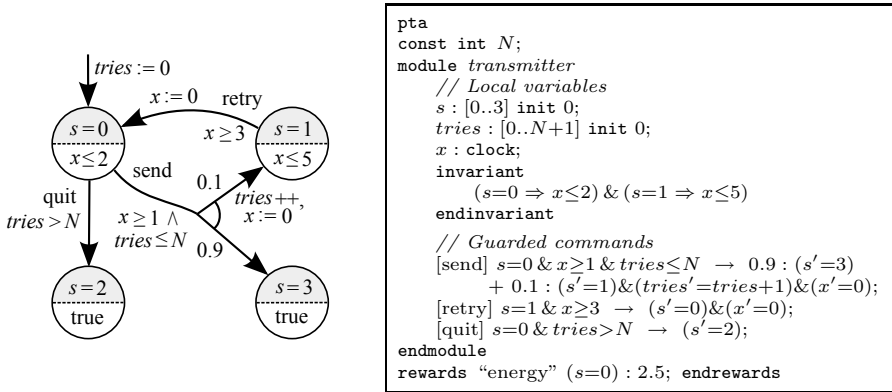 tries := 0
x := 0
retry
s = 0
x ≤ 2
x ≥ 3
s = 1
x ≤ 5
send
quit
tries > N
0.1
tries++,
x := 0
x ≥ 1 ∧
tries ≤ N
0.9
s = 2
true
s = 3
true
pta
const int N;
module transmitter
// Local variables
s : [0..3] init 0;
tries : [0..N+1] init 0;
x : clock;
invariant
(s=0 ⇒ x≤2) & (s=1 ⇒ x≤5)
endinvariant
// Guarded commands
[send] s=0 & x≥1 & tries≤N → 0.9 : (s′=3)
+ 0.1 : (s′=1)&(tries′=tries+1)&(x′=0);
[retry] s=1 & x≥3 → (s′=0)&(x′=0);
[quit] s=0 & tries>N → (s′=2);
endmodule
rewards “energy” (s=0) : 2.5; endrewards